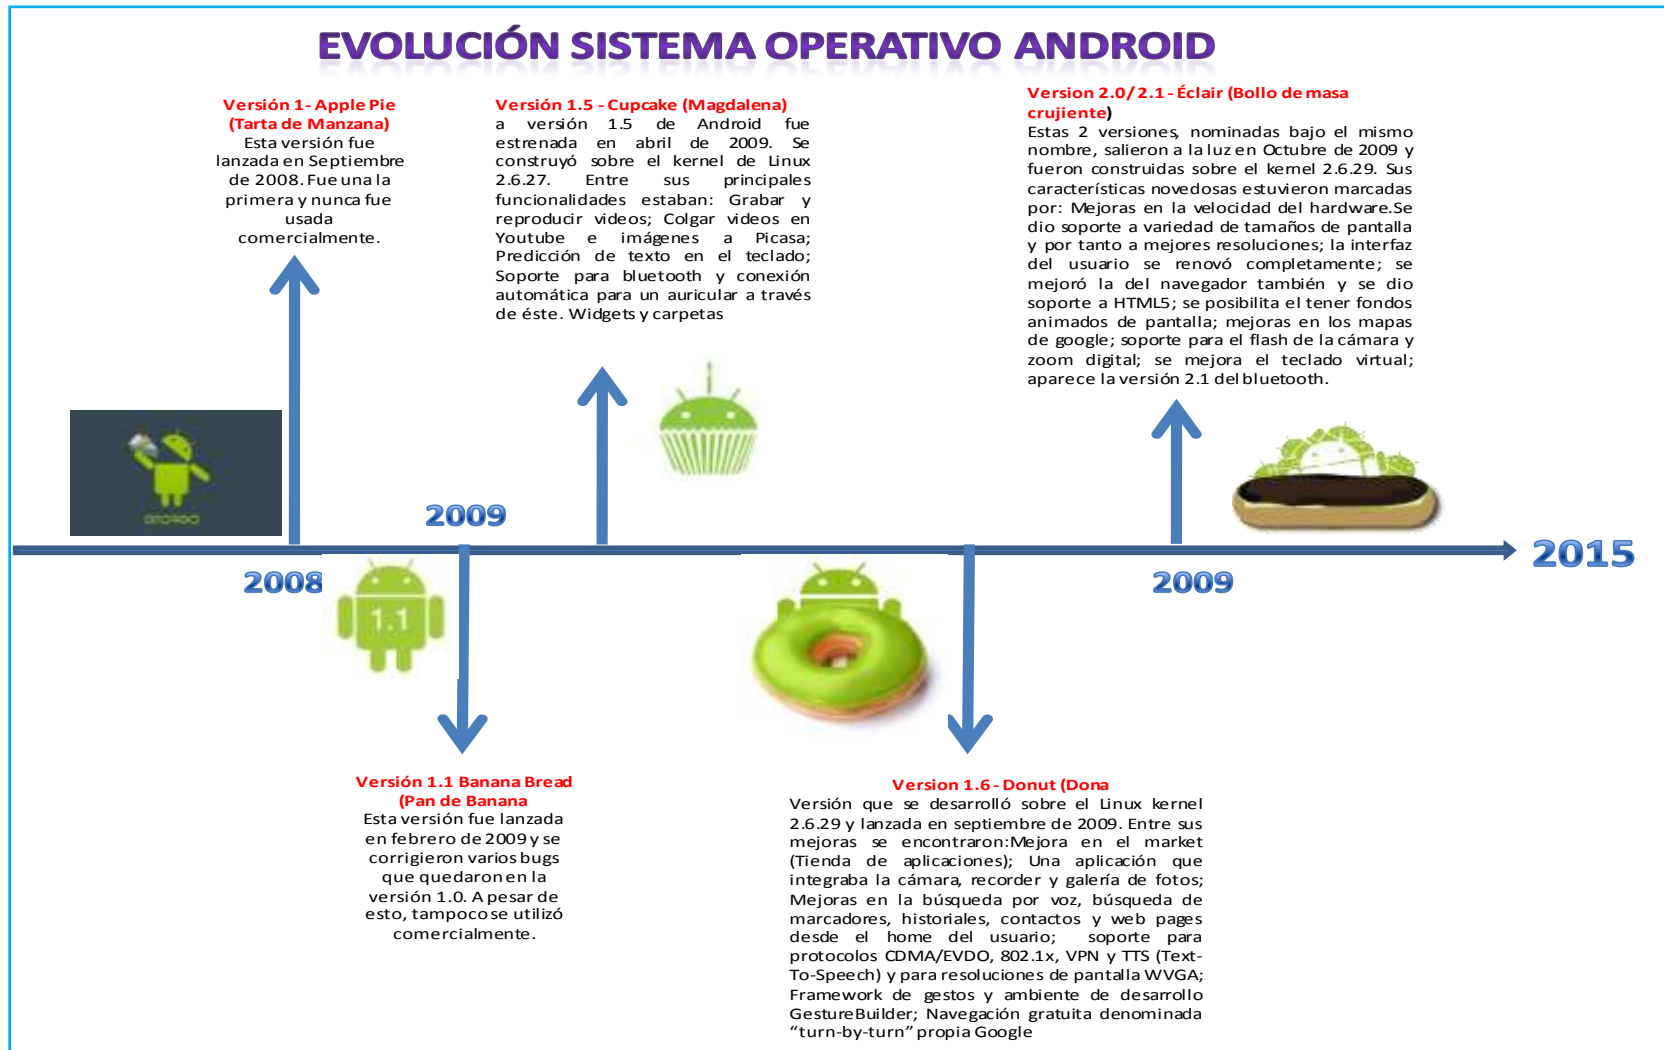 EVOLUCIÓN SISTEMA OPERATIVO ANDROID
Versión 1- Apple Pie
(Tarta de Manzana)
Esta versión fue
lanzada en Septiembre
de 2008. Fue una la
primera y nunca fue
usada
comercialmente.
Versión 1.5 - Cupcake (Magdalena)
a versión 1.5 de Android fue
estrenada en abril de 2009. Se
construyó sobre el kernel de Linux
2.6.27. Entre sus principales
funcionalidades estaban: Grabar y
reproducir videos; Colgar videos en
Youtube e imágenes a Picasa;
Predicción de texto en el teclado;
Soporte para bluetooth y conexión
automática para un auricular a través
de éste. Widgets y carpetas
Version 2.0/2.1 - Éclair (Bollo de masa
crujiente)
Estas 2 versiones, nominadas bajo el mismo
nombre, salieron a la luz en Octubre de 2009 y
fueron construidas sobre el kernel 2.6.29. Sus
características novedosas estuvieron marcadas
por: Mejoras en la velocidad del hardware.Se
dio soporte a variedad de tamaños de pantalla
y por tanto a mejores resoluciones; la interfaz
del usuario se renovó completamente; se
mejoró la del navegador también y se dio
soporte a HTML5; se posibilita el tener fondos
animados de pantalla; mejoras en los mapas
de google; soporte para el flash de la cámara y
zoom digital; se mejora el teclado virtual;
aparece la versión 2.1 del bluetooth.
ANDROID
2009
2008
2009
2015
1.1
Versión 1.1 Banana Bread
(Pan de Banana
Esta versión fue lanzada
en febrero de 2009 y se
corrigieron varios bugs
que quedaron en la
versión 1.0. A pesar de
esto, tampoco se utilizó
comercialmente.
Version 1.6 - Donut (Dona
Versión que se desarrolló sobre el Linux kernel
2.6.29 y lanzada en septiembre de 2009. Entre sus
mejoras se encontraron:Mejora en el market
(Tienda de aplicaciones); Una aplicación que
integraba la cámara, recorder y galería de fotos;
Mejoras en la búsqueda por voz, búsqueda de
marcadores, historiales, contactos y web pages
desde el home del usuario; soporte para
protocolos CDMA/EVDO, 802.1x, VPN y TTS (Text-
To-Speech) y para resoluciones de pantalla WVGA;
Framework de gestos y ambiente de desarrollo
GestureBuilder; Navegación gratuita denominada
“turn-by-turn” propia Google